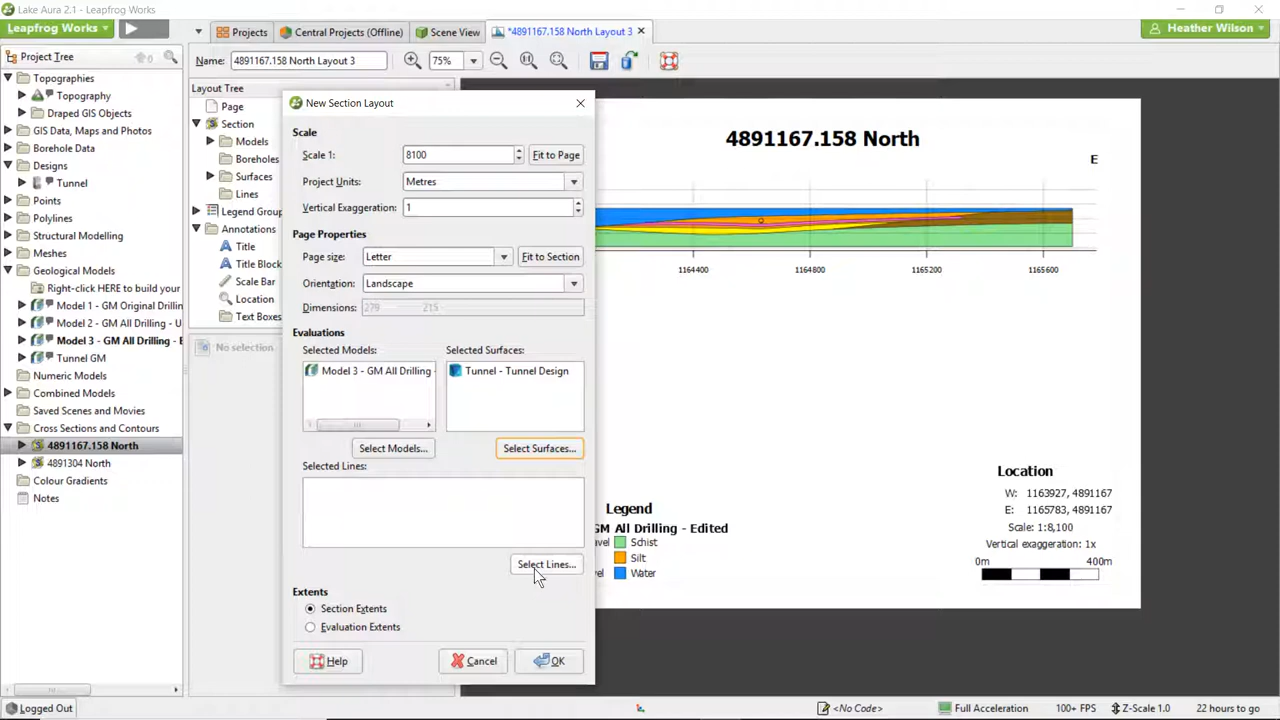 Lake Aura 2.1 - Leapfrog Works
Leapfrog Works
Projects
Central Projects (Offline)
Scene View
*4891167.158 North Layout 3
Heather Wilson
Project Tree
Name: 4891167.158 North Layout 3
75%
Topographies
Topography
Draped GIS Objects
GIS Data, Maps and Photos
Borehole Data
Designs
Tunnel
Points
Polylines
Structural Modelling
Meshes
Geological Models
Right-click HERE to build your
Model 1 - GM Original Drillin
Model 2 - GM All Drilling - U
Model 3 - GM All Drilling - E
Tunnel GM
Numeric Models
Combined Models
Saved Scenes and Movies
Cross Sections and Contours
4891167.158 North
4891304 North
Colour Gradients
Notes
Layout Tree
Page
Section
Models
Boreholes
Surfaces
Lines
Legend Group
Annotations
Title
Title Block
Scale Bar
Location
Text Boxes
No selection
New Section Layout
Scale
Scale 1: 8100 Fit to Page
Project Units: Metres
Vertical Exaggeration: 1
Page Properties
Page size: Letter Fit to Section
Orientation: Landscape
Dimensions: 279 215
Evaluations
Selected Models: Selected Surfaces:
Model 3 - GM All Drilling - Tunnel - Tunnel Design
Select Models... Select Surfaces...
Selected Lines:
Select Lines...
Extents
Section Extents
Evaluation Extents
Help Cancel OK
4891167.158 North
E
1164400 1164800 1165200 1165600
Legend
GM All Drilling - Edited
vel Schist
Silt
vel Water
Location
W: 1163927, 4891167
E: 1165783, 4891167
Scale: 1:8,100
Vertical exaggeration: 1x
0m 400m
Logged Out
<No Code>
Full Acceleration
100+ FPS
Z-Scale 1.0
22 hours to go